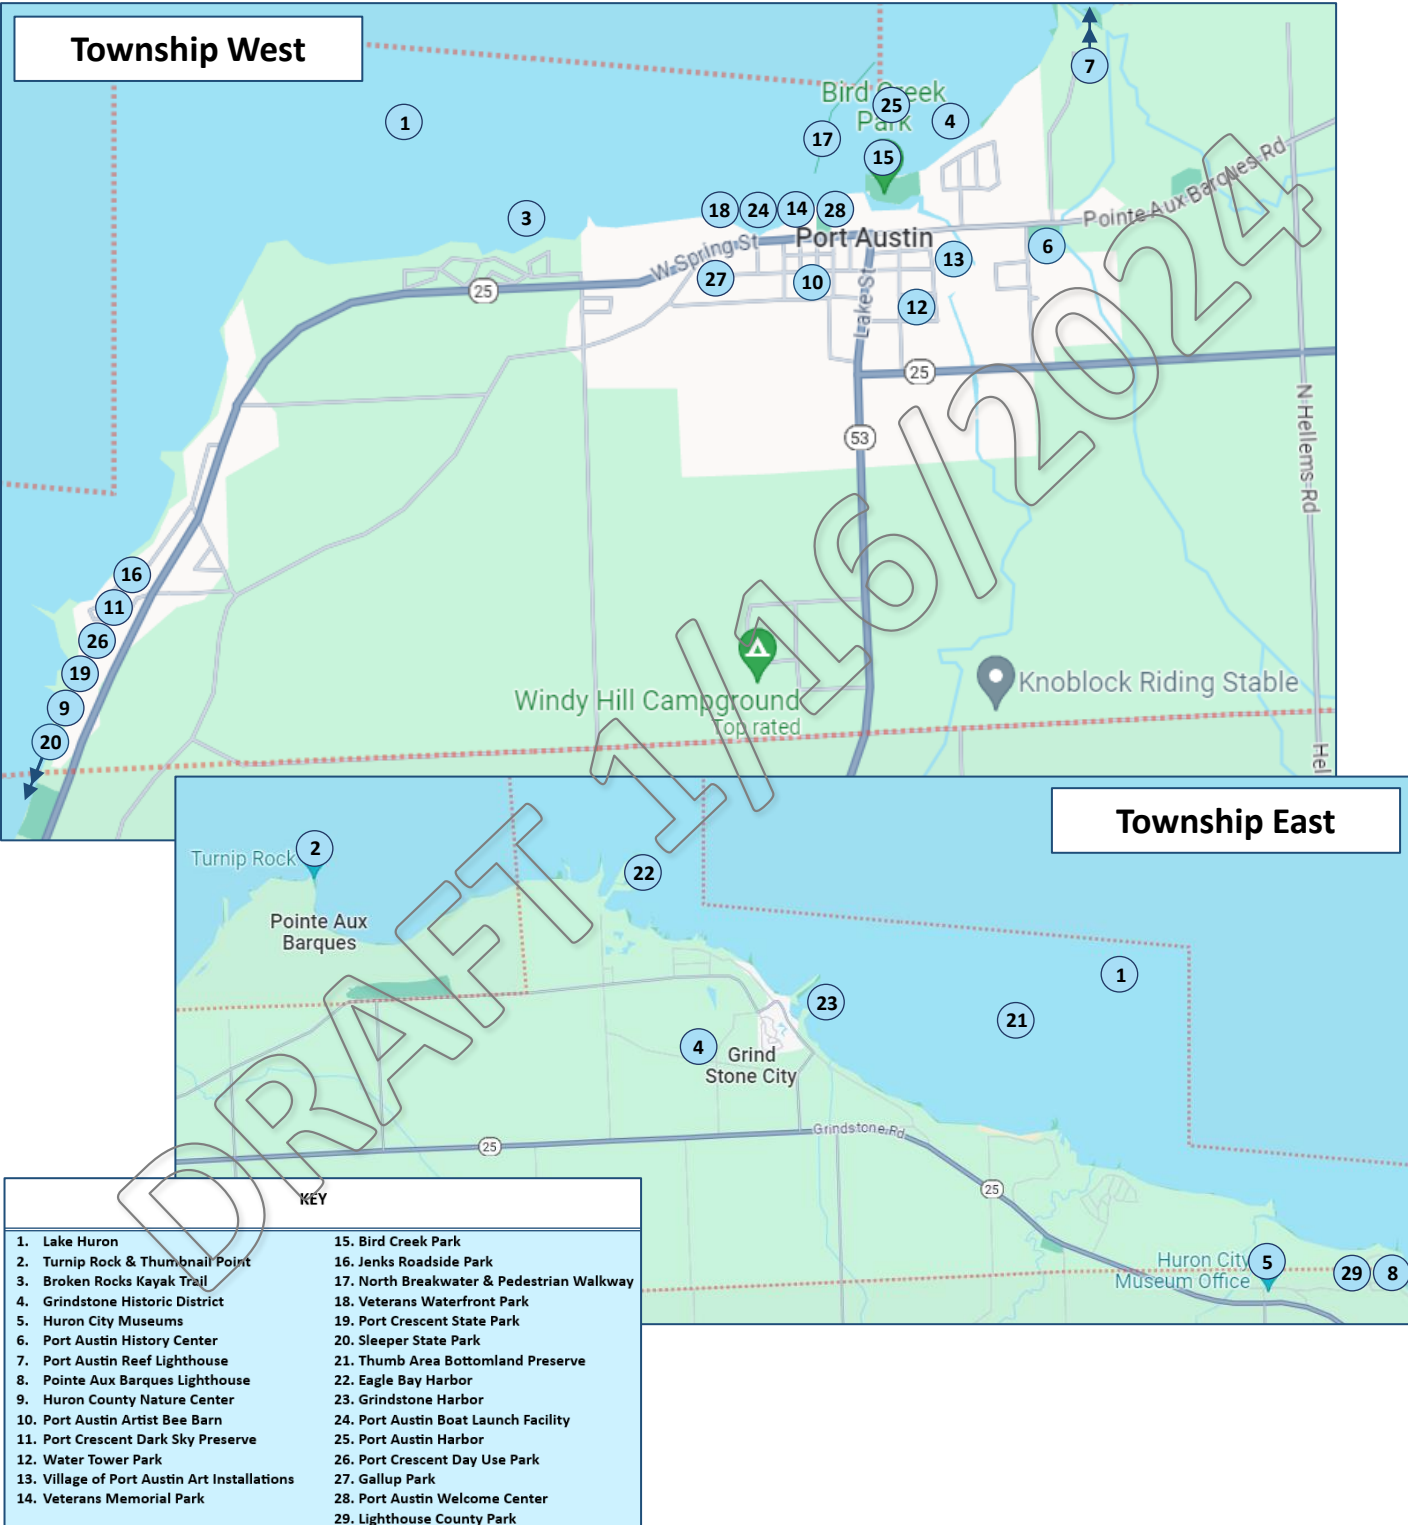 Township West
7
Bird Creek
Park
25
4
1
17
15
3
18
24
14
28
Port Austin
Pointe Aux Barques Rd
6
W Spring St
13
27
10
25
12
Lake St
25
N Hellems Rd
53
16
11
26
19
9
20
Windy Hill Campground
Top rated
Knoblock Riding Stable
Hel
DRAFT 1/16/2024
Township East
Turnip Rock
2
22
Pointe Aux
Barques
1
23
21
4
Grind
Stone City
Grindstone Rd
25
25
Huron City
Museum Office
5
29
8
KEY
1. Lake Huron
2. Turnip Rock & Thumbnail Point
3. Broken Rocks Kayak Trail
4. Grindstone Historic District
5. Huron City Museums
6. Port Austin History Center
7. Port Austin Reef Lighthouse
8. Pointe Aux Barques Lighthouse
9. Huron County Nature Center
10. Port Austin Artist Bee Barn
11. Port Crescent Dark Sky Preserve
12. Water Tower Park
13. Village of Port Austin Art Installations
14. Veterans Memorial Park
15. Bird Creek Park
16. Jenks Roadside Park
17. North Breakwater & Pedestrian Walkway
18. Veterans Waterfront Park
19. Port Crescent State Park
20. Sleeper State Park
21. Thumb Area Bottomland Preserve
22. Eagle Bay Harbor
23. Grindstone Harbor
24. Port Austin Boat Launch Facility
25. Port Austin Harbor
26. Port Crescent Day Use Park
27. Gallup Park
28. Port Austin Welcome Center
29. Lighthouse County Park